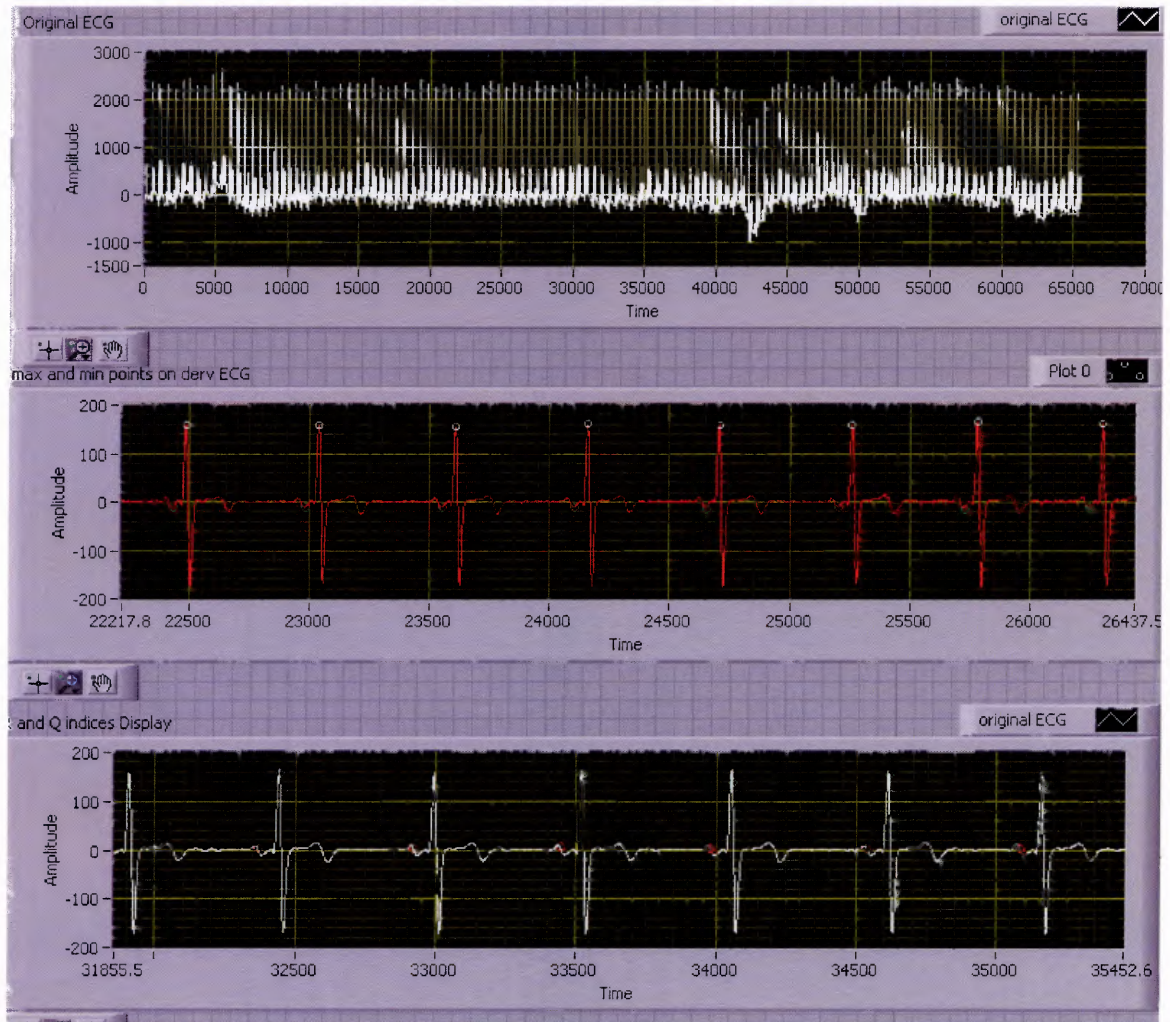 Original ECG
original ECG
3000
2000
1000
0
-1000
-1500
Amplitude
0 5000 10000 15000 20000 25000 30000 35000 40000 45000 50000 55000 60000 65000 70000
Time
max and min points on derv ECG
Plot 0
200
100
0
-100
-200
Amplitude
22217.8 22500 23000 23500 24000 24500 25000 25500 26000 26437.5
Time
and Q indices Display
original ECG
200
100
0
-100
-200
Amplitude
31855.5 32500 33000 33500 34000 34500 35000 35452.6
Time